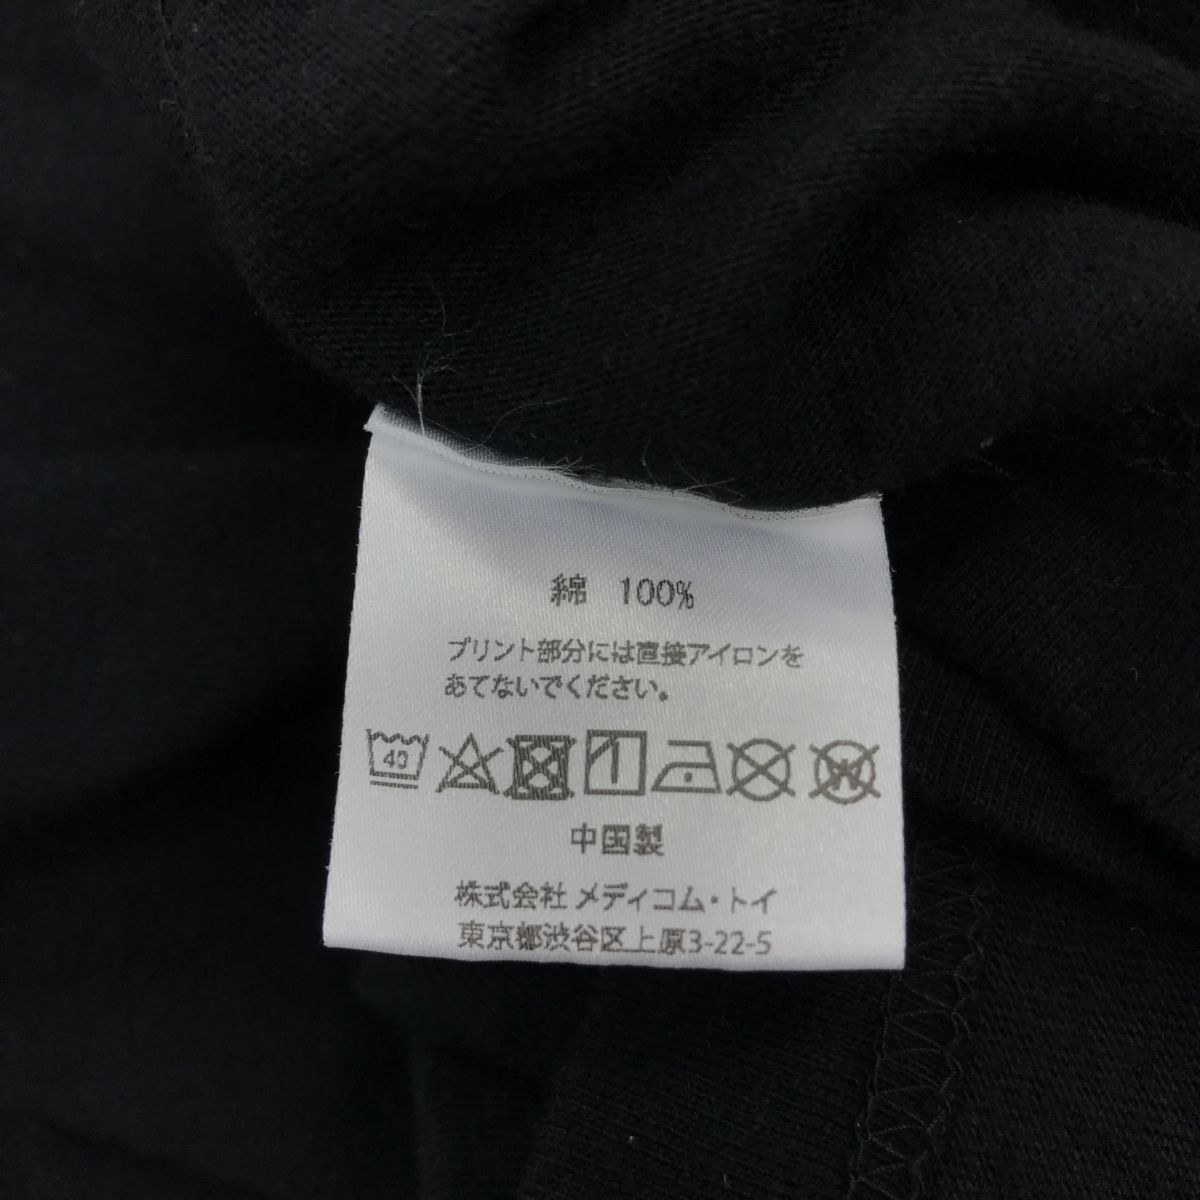 綿 100%
プリント部分には直接アイロンを
あてないでください。
40
中国製
株式会社 メディコム・トイ
東京都渋谷区上原3-22-5